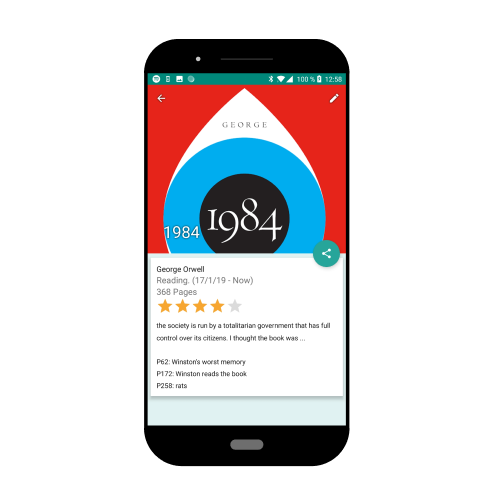 100 % 12:58
GEORGE
1984
1984
George Orwell
Reading. (17/1/19 - Now)
368 Pages
the society is run by a totalitarian government that has full
control over its citizens. I thought the book was ...
P62: Winston's worst memory
P172: Winston reads the book
P258: rats